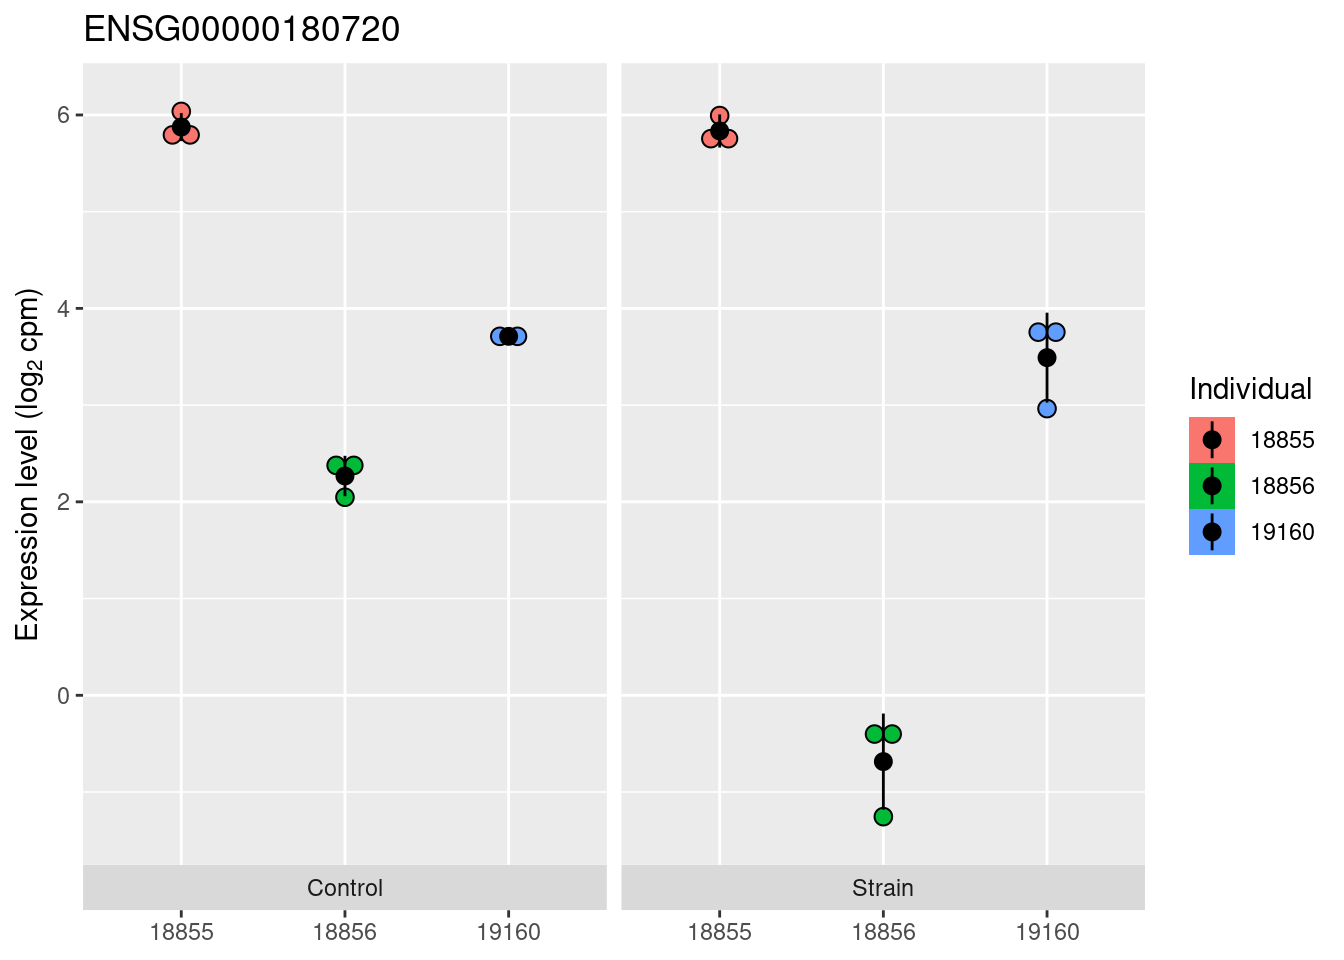 ENSG00000180720
Expression level (log₂ cpm)
6
4
2
0
Control
Strain
18855
18856
19160
18855
18856
19160
Individual
18855
18856
19160